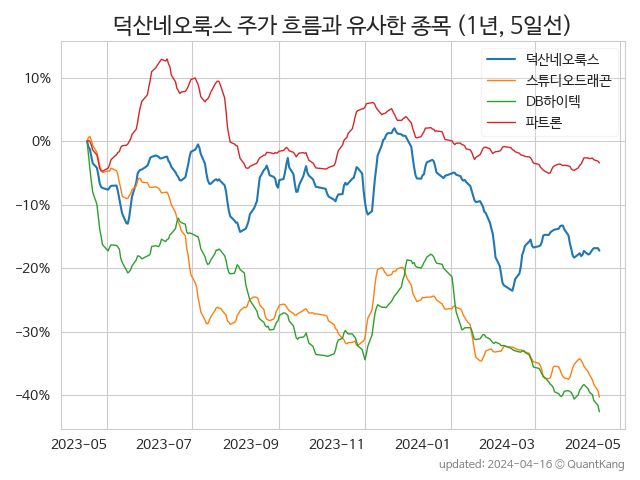 덕산네오룩스 주가 흐름과 유사한 종목 (1년, 5일선)
덕산네오룩스
스튜디오드래곤
DB하이텍
파트론
10%
0%
−10%
−20%
−30%
−40%
2023-05 2023-07 2023-09 2023-11 2024-01 2024-03 2024-05
updated: 2024-04-16 © QuantKang